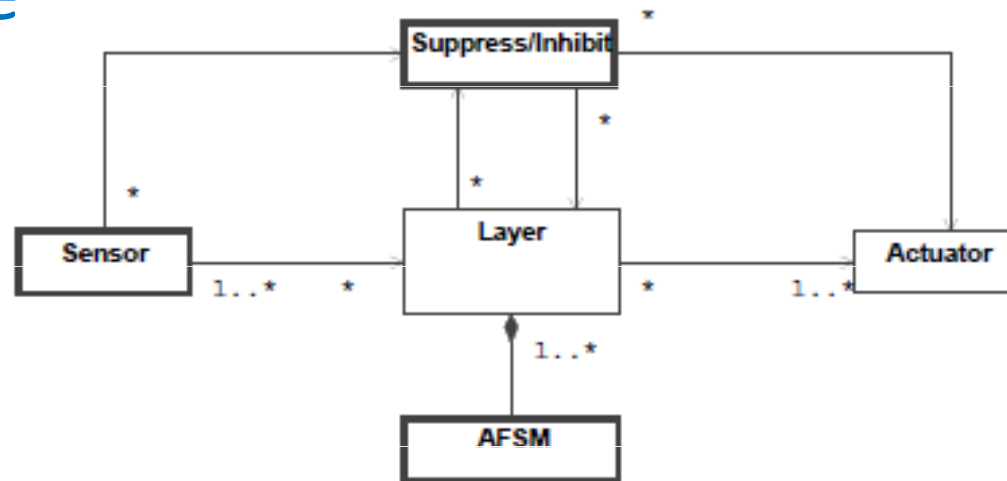 *
Suppress/Inhibit
*
*
*
Sensor
Layer
Actuator
1..* * * 1..*
1..*
AFSM